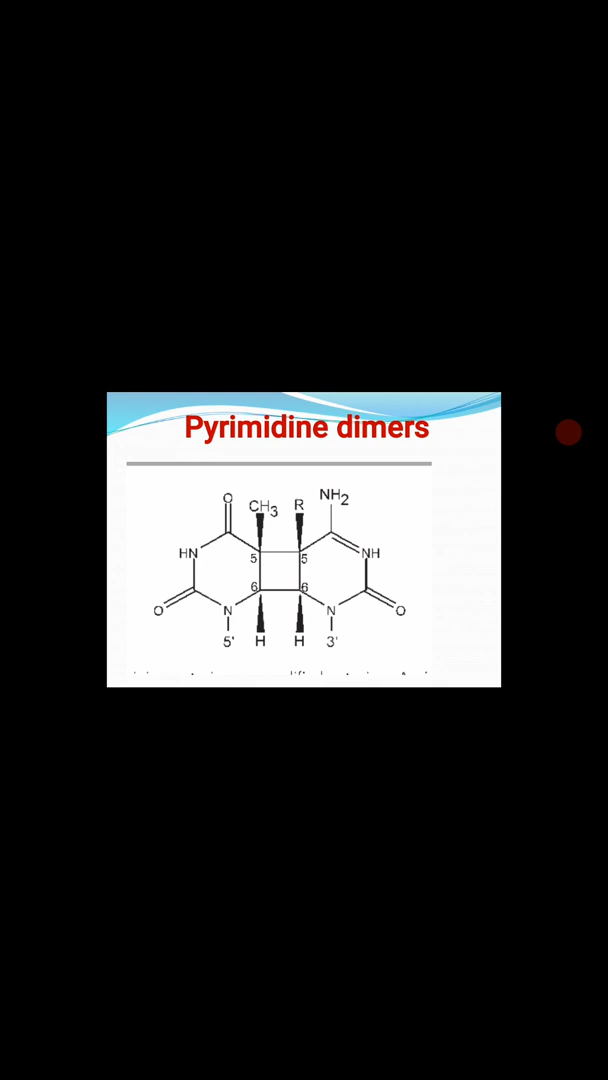 Pyrimidine dimers
O CH3 R NH2
HN 5 5 NH
6 6
O N N O
5' H H 3'